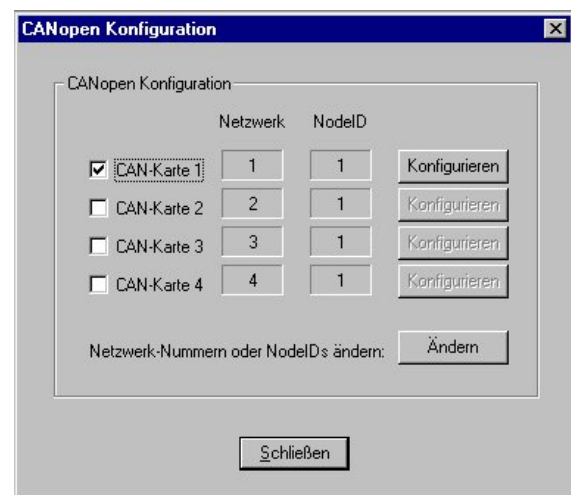 CANopen Konfiguration
CANopen Konfiguration
Netzwerk NodeID
CAN-Karte 1 1 1 Konfigurieren
CAN-Karte 2 2 1 Konfigurieren
CAN-Karte 3 3 1 Konfigurieren
CAN-Karte 4 4 1 Konfigurieren
Netzwerk-Nummern oder NodeIDs ändern: Ändern
Schließen